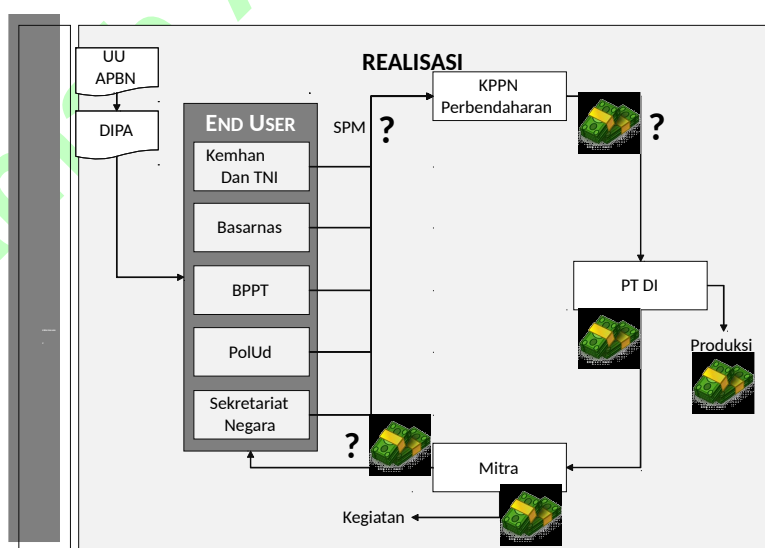 REALISASI
UU
APBN
DIPA
END USER
Kemhan
Dan TNI
Basarnas
BPPT
PolUd
Sekretariat
Negara
SPM
?
KPPN
Perbendaharan
?
PT DI
Produksi
?
Mitra
Kegiatan